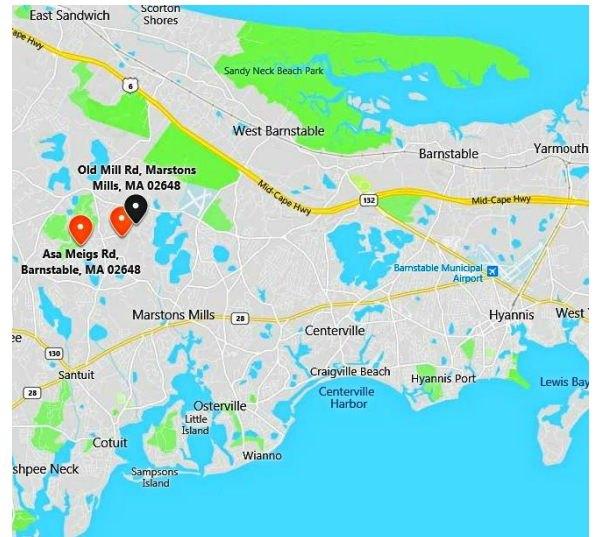 Scorton
Shores
East Sandwich
Cape Hwy
6
Sandy Neck Beach Park
West Barnstable
Barnstable
Yarmouth
Old Mill Rd, Marstons
Mills, MA 02648
Mid-Cape Hwy
132
Mid-Cape Hwy
Asa Meigs Rd,
Barnstable, MA 02648
Barnstable Municipal
Airport
Marstons Mills
28
Hyannis
West
Centerville
130
Santuit
Craigville Beach
Hyannis Port
Lewis Bay
28
Centerville
Harbor
Osterville
Little
Island
Cotuit
Wianno
shpee Neck
Sampsons
Island